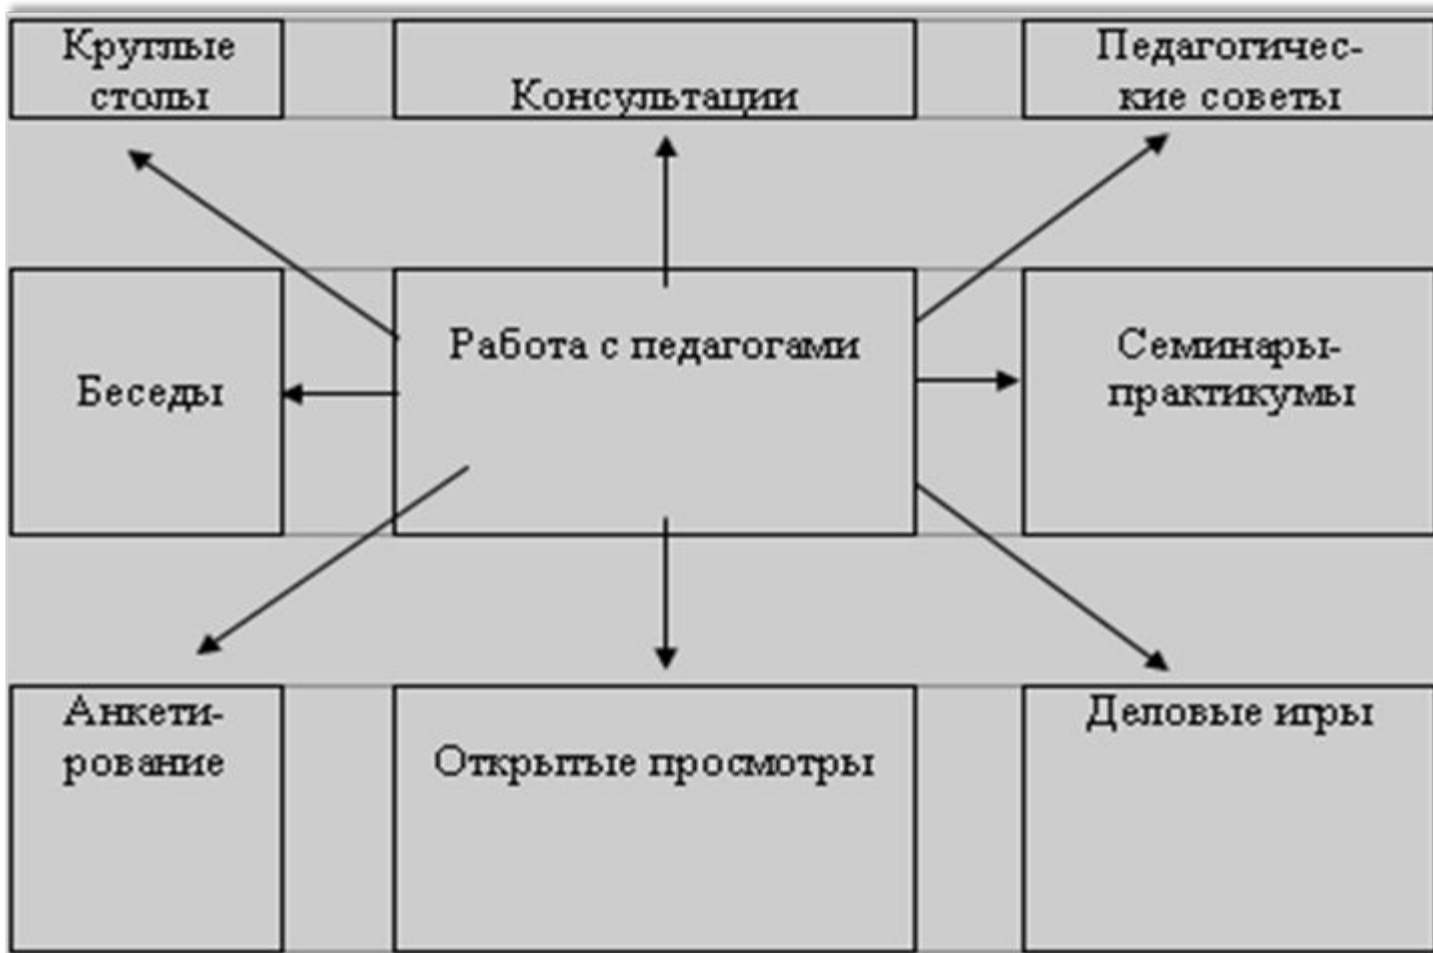 Круглые
столы
Консультации
Педагогичес-
кие советы
Беседы
Работа с педагогами
Семинары-
практикумы
Анкети-
рование
Открытые просмотры
Деловые игры